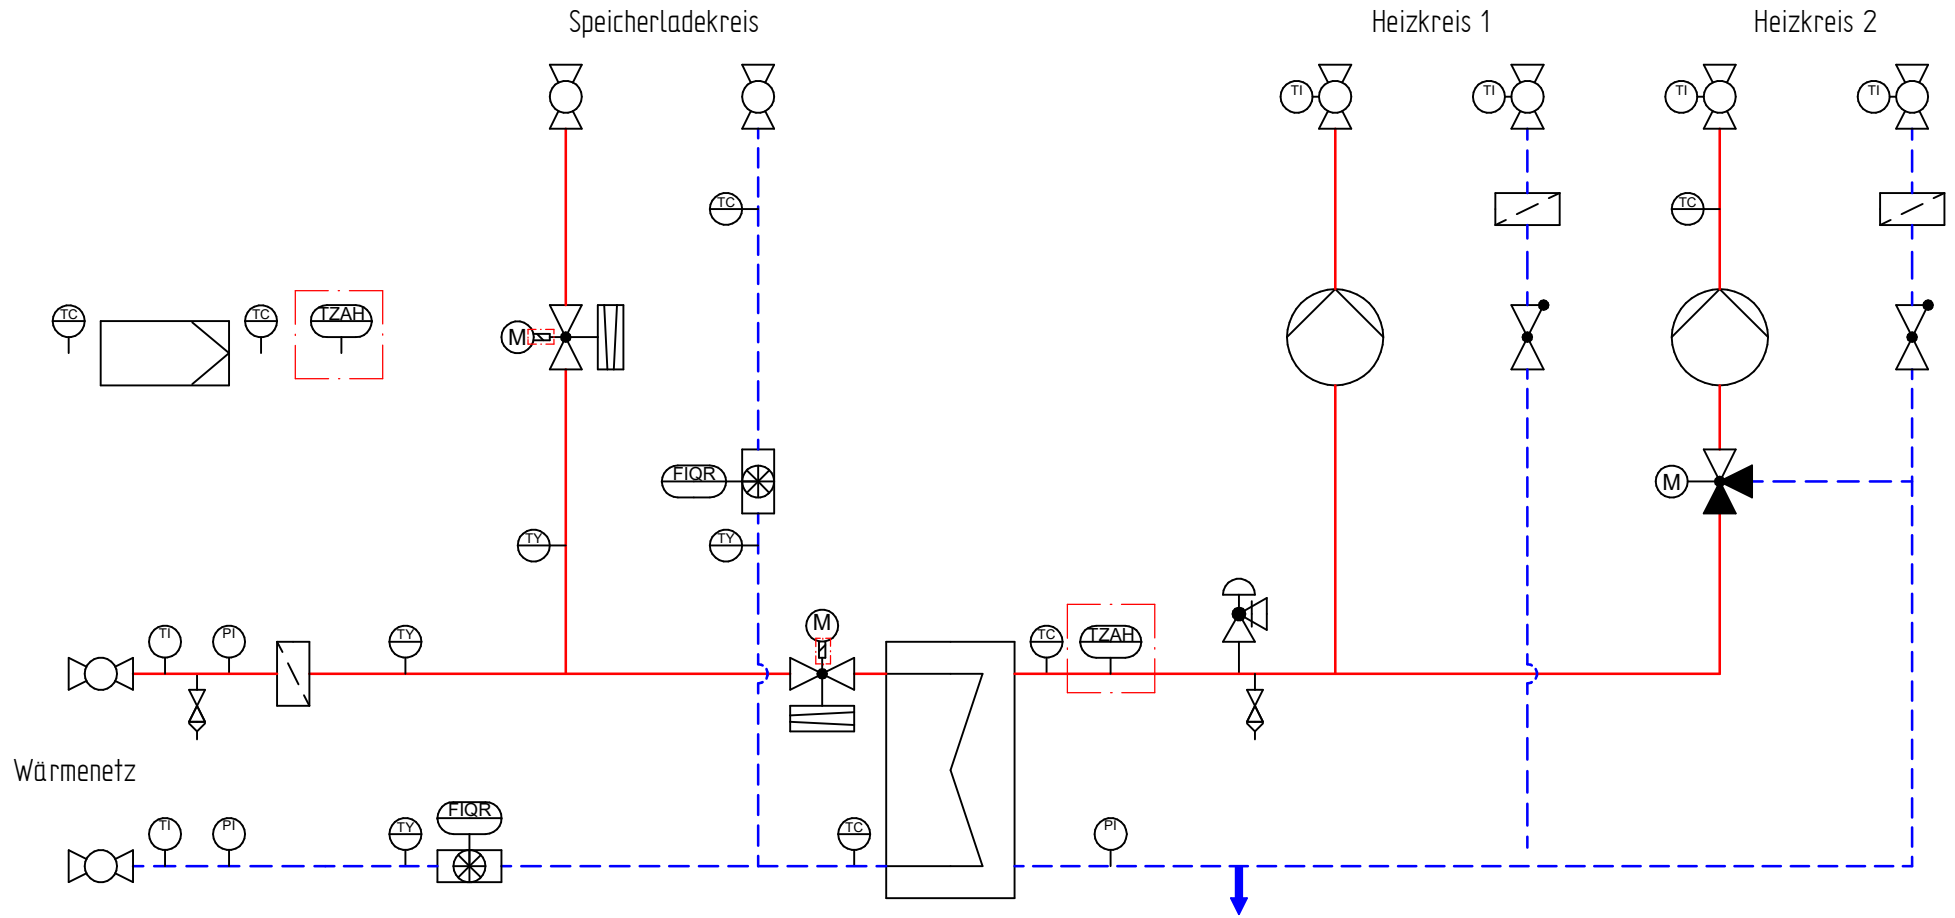 Speicherladekreis
Heizkreis 1
Heizkreis 2
TI
TI
TI
TI
TC
TC
TC
TC
TZAH
M
FIQR
M
TY
TY
M
TI
PI
TY
TC
TZAH
Wärmenetz
FIQR
TI
PI
TY
TC
PI